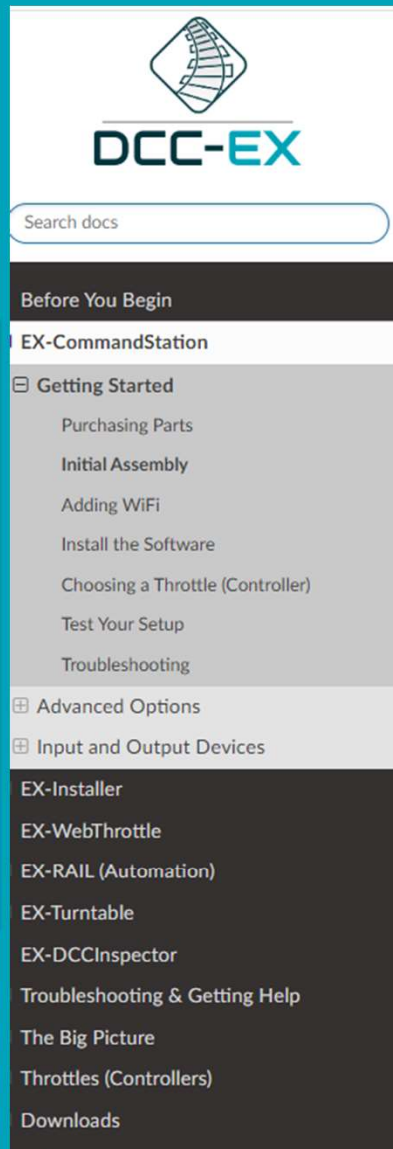 DCC-EX
Search docs
Before You Begin
EX-CommandStation
Getting Started
Purchasing Parts
Initial Assembly
Adding WiFi
Install the Software
Choosing a Throttle (Controller)
Test Your Setup
Troubleshooting
Advanced Options
Input and Output Devices
EX-Installer
EX-WebThrottle
EX-RAIL (Automation)
EX-Turntable
EX-DCCInspector
Troubleshooting & Getting Help
The Big Picture
Throttles (Controllers)
Downloads